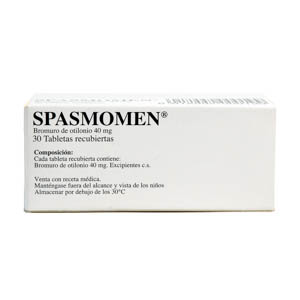 SPASMOMEN®
Bromuro de otilonio 40 mg
30 Tabletas recubiertas
Composición:
Cada tableta recubierta contiene:
Bromuro de otilonio 40 mg. Excipientes c.s.
Venta con receta médica.
Manténgase fuera del alcance y vista de los niños
Almacenar por debajo de los 30°C